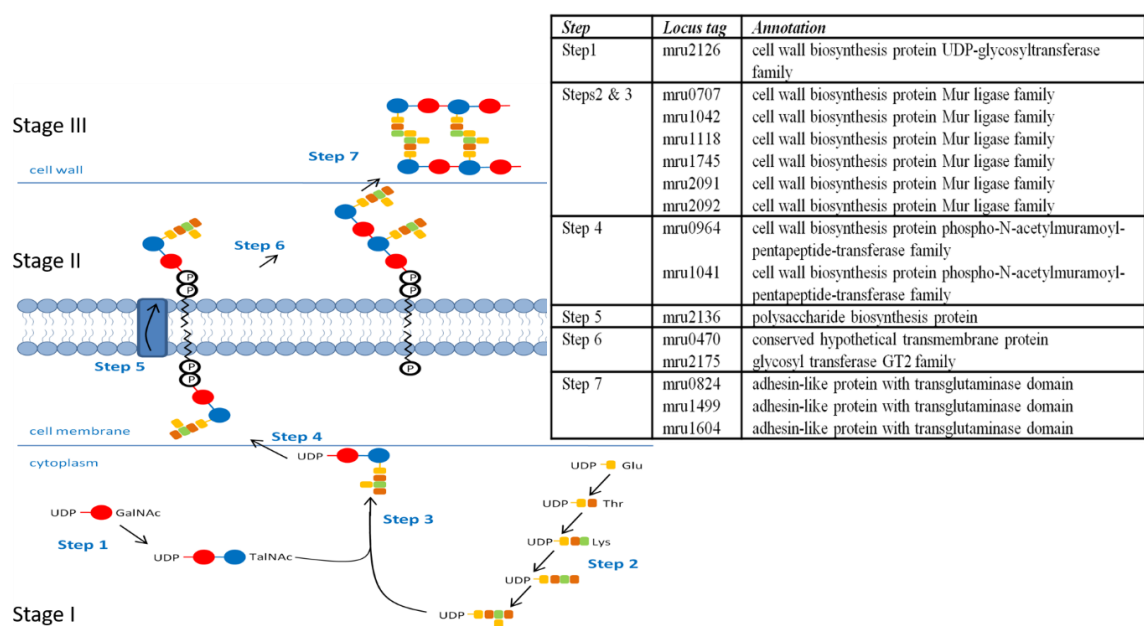 Stage III
cell wall
Step 7
Step 6
Stage II
P
P
P
P
P
P
Step 5
P
cell membrane
Step 4
cytoplasm
UDP
UDP
Glu
UDP
Thr
Step 3
UDP
GalNAc
Step 1
UDP
Lys
Step 2
UDP
TalNAc
UDP
UDP
Stage I
Step Locus tag Annotation
Step1 mru2126 cell wall biosynthesis protein UDP-glycosyltransferase
family
Steps2 & 3 mru0707 cell wall biosynthesis protein Mur ligase family
mru1042 cell wall biosynthesis protein Mur ligase family
mru1118 cell wall biosynthesis protein Mur ligase family
mru1745 cell wall biosynthesis protein Mur ligase family
mru2091 cell wall biosynthesis protein Mur ligase family
mru2092 cell wall biosynthesis protein Mur ligase family
Step 4 mru0964 cell wall biosynthesis protein phospho-N-acetylmuramoyl-
pentapeptide-transferase family
mru1041 cell wall biosynthesis protein phospho-N-acetylmuramoyl-
pentapeptide-transferase family
Step 5 mru2136 polysaccharide biosynthesis protein
Step 6 mru0470 conserved hypothetical transmembrane protein
mru2175 glycosyl transferase GT2 family
Step 7 mru0824 adhesin-like protein with transglutaminase domain
mru1499 adhesin-like protein with transglutaminase domain
mru1604 adhesin-like protein with transglutaminase domain